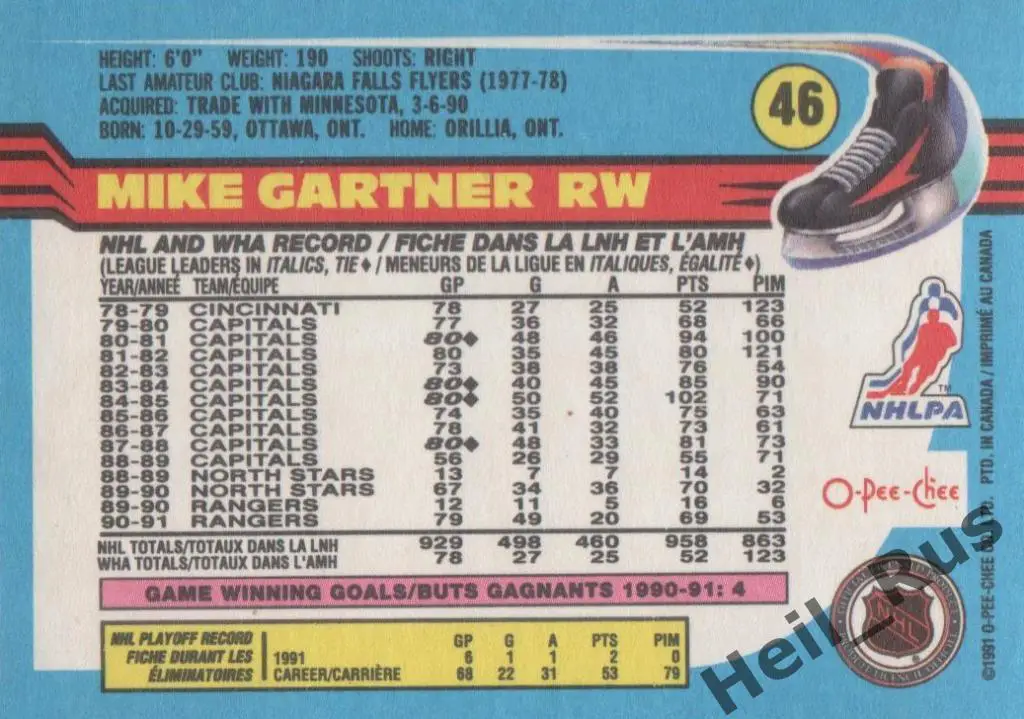 HEIGHT: 6'0" WEIGHT: 190 SHOOTS: RIGHT
LAST AMATEUR CLUB: NIAGARA FALLS FLYERS (1977-78)
ACQUIRED: TRADE WITH MINNESOTA, 3-6-90
BORN: 10-29-59, OTTAWA, ONT. HOME: ORILLIA, ONT.
46
MIKE GARTNER RW
NHL AND WHA RECORD / FICHE DANS LA LNH ET L'AMH
(LEAGUE LEADERS IN ITALICS, TIE ♦ / MENEURS DE LA LIGUE EN ITALIQUES, ÉGALITÉ ♦)
YEAR/ANNÉE TEAM/ÉQUIPE GP G A PTS PIM
78-79 CINCINNATI 78 27 25 52 123
79-80 CAPITALS 77 36 32 68 66
80-81 CAPITALS 80♦ 48 46 94 100
81-82 CAPITALS 80 35 45 80 121
82-83 CAPITALS 73 38 38 76 54
83-84 CAPITALS 80♦ 40 45 85 90
84-85 CAPITALS 80♦ 50 52 102 71
85-86 CAPITALS 74 35 40 75 63
86-87 CAPITALS 78 41 32 73 61
87-88 CAPITALS 80♦ 48 33 81 73
88-89 CAPITALS 56 26 29 55 71
88-89 NORTH STARS 13 7 7 14 2
89-90 NORTH STARS 67 34 36 70 32
89-90 RANGERS 12 11 5 16 6
90-91 RANGERS 79 49 20 69 53
NHL TOTALS/TOTAUX DANS LA LNH 929 498 460 958 863
WHA TOTALS/TOTAUX DANS L'AMH 78 27 25 52 123
GAME WINNING GOALS/BUTS GAGNANTS 1990-91: 4
NHL PLAYOFF RECORD
FICHE DURANT LES
ÉLIMINATOIRES
GP G A PTS PIM
1991 6 1 1 2 0
CAREER/CARRIÈRE 68 22 31 53 79
NHLPA
TM
O-Pee-Chee
NHL
©1991 O-PEE-CHEE CO. LTD. PTD. IN CANADA / IMPRIMÉ AU CANADA
Heil_Rus